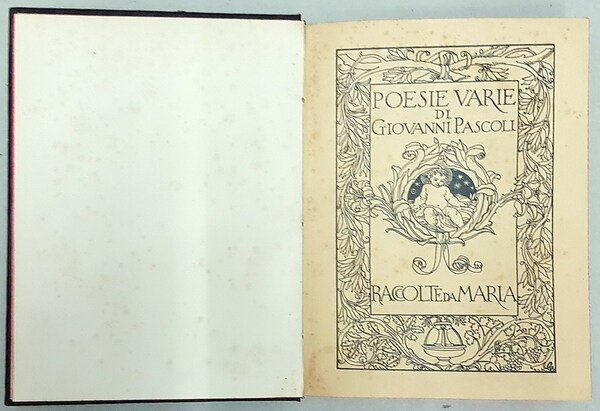 POESIE VARIE
DI
GIOVANNI PASCOLI
RACCOLTE DA MARIA